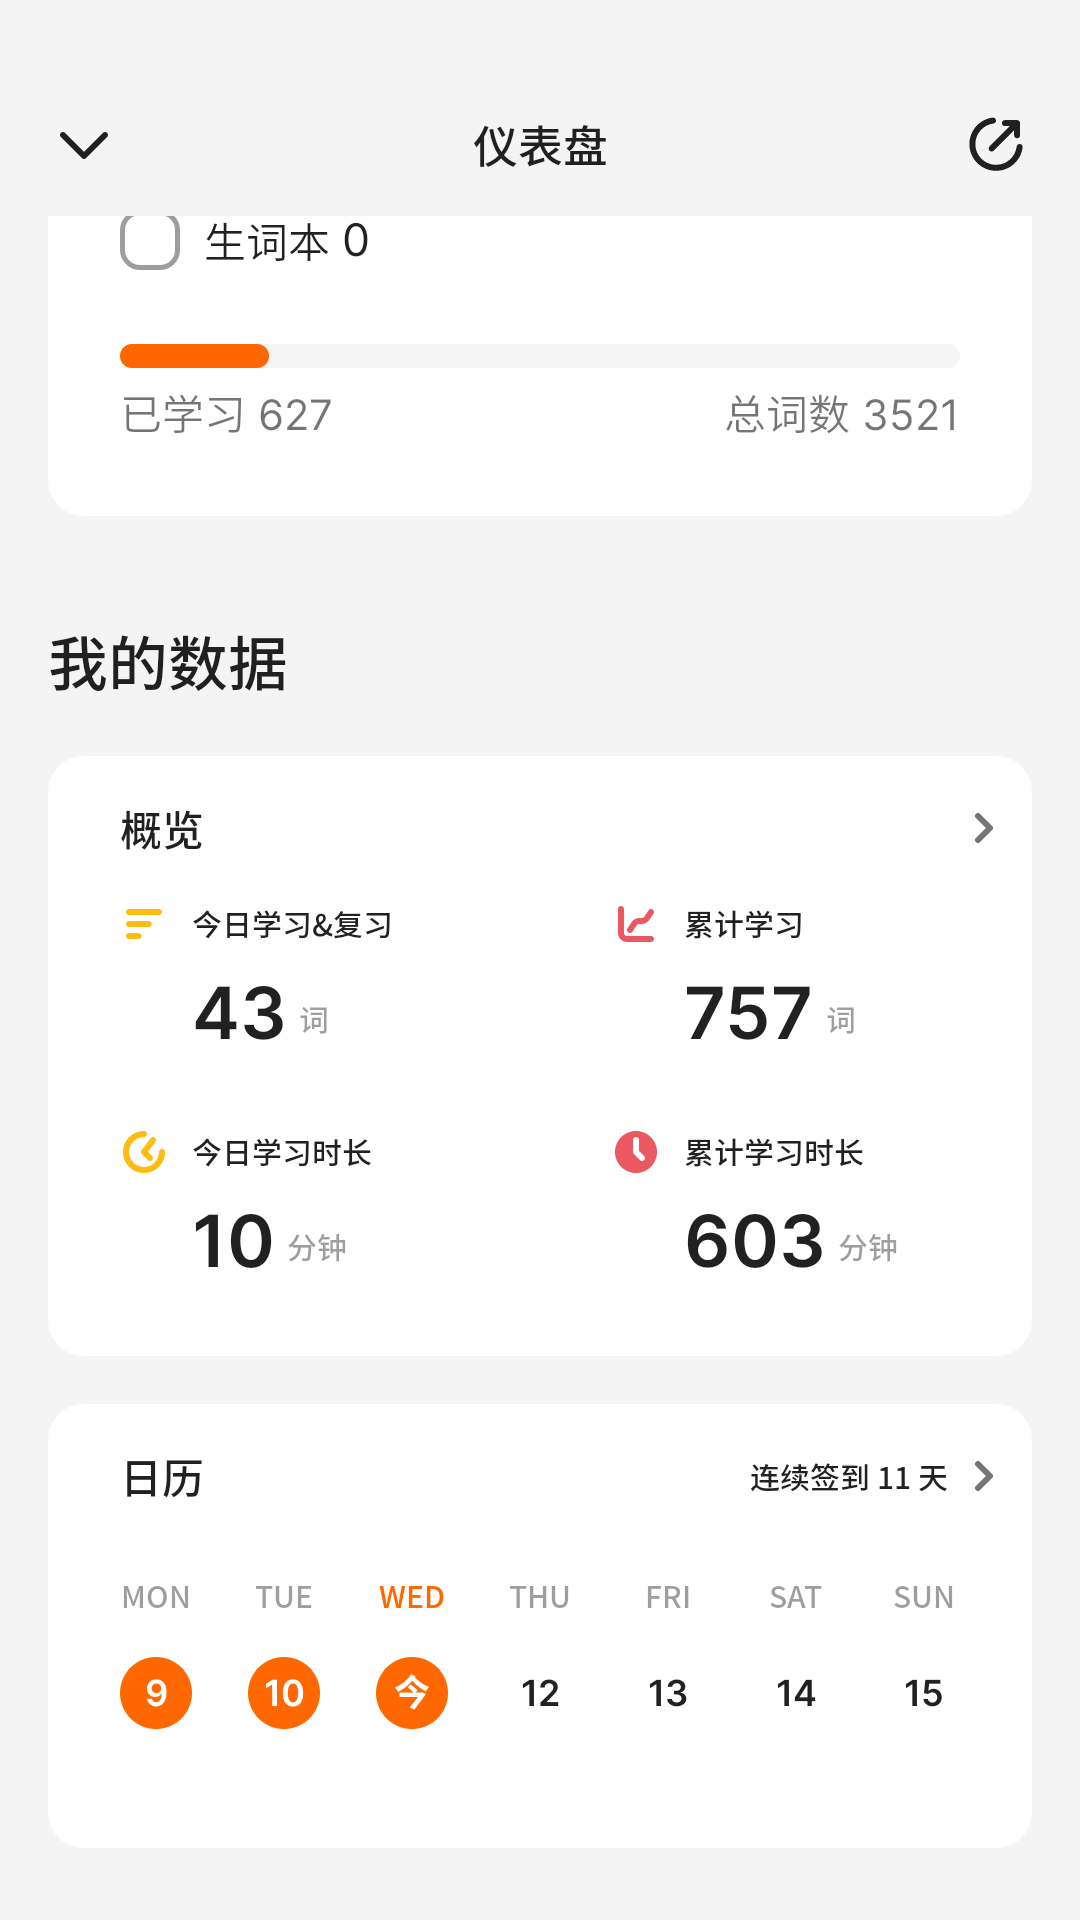 仪表盘
生词本 0
已学习 627 总词数 3521
我的数据
概览
今日学习&复习 累计学习
43 词 757 词
今日学习时长 累计学习时长
10 分钟 603 分钟
日历 连续签到 11 天
MON TUE WED THU FRI SAT SUN
9 10 今 12 13 14 15